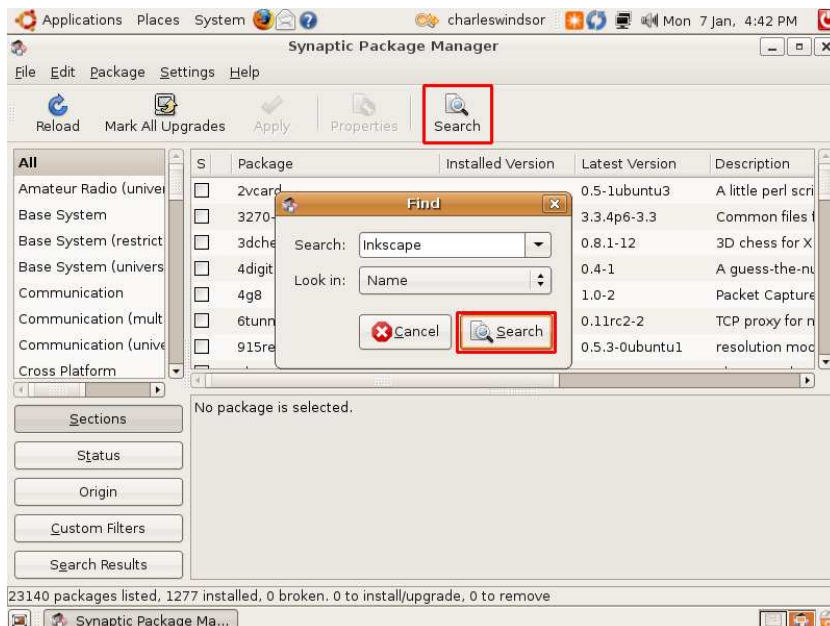 Applications Places System charleswindsor Mon 7 Jan, 4:42 PM
Synaptic Package Manager
File Edit Package Settings Help
Reload Mark All Upgrades Apply Properties Search
All
Amateur Radio (univer
Base System
Base System (restrict
Base System (univers
Communication
Communication (mult
Communication (unive
Cross Platform
S Package Installed Version Latest Version Description
2vcard 0.5-1ubuntu3 A little perl scri
3270- 3.3.4p6-3.3 Common files f
3dche 0.8.1-12 3D chess for X
4digit 0.4-1 A guess-the-nu
4g8 1.0-2 Packet Capture
6tunn 0.11rc2-2 TCP proxy for n
915re 0.5.3-0ubuntu1 resolution moc
Find
Search: Inkscape
Look in: Name
Cancel Search
No package is selected.
Sections
Status
Origin
Custom Filters
Search Results
23140 packages listed, 1277 installed, 0 broken. 0 to install/upgrade, 0 to remove
Synaptic Package Ma...